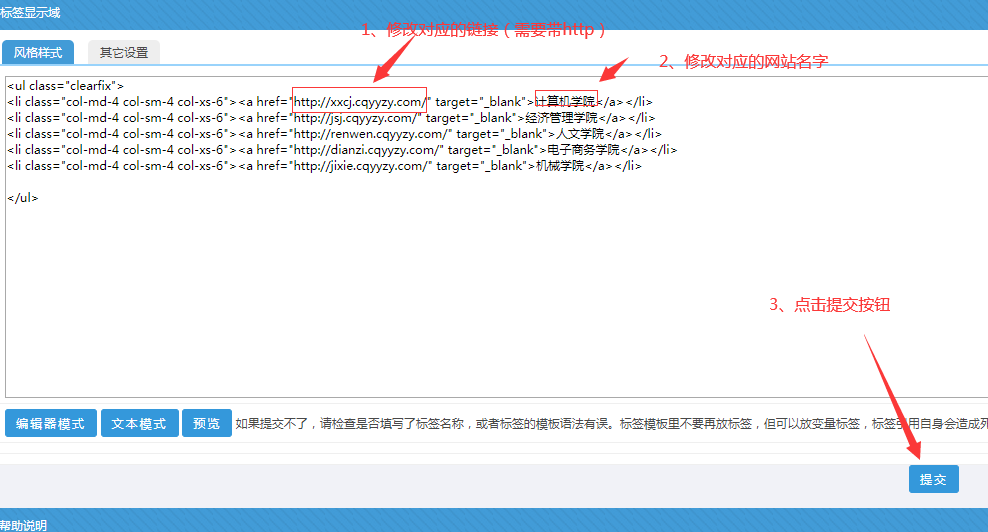 标签显示域
1、修改对应的链接（需要带http）
风格样式
其它设置
2、修改对应的网站名字
<ul class="clearfix">
<li class="col-md-4 col-sm-4 col-xs-6"><a href="http://xxcj.cqyyzy.com/" target="_blank">计算机学院</a></li>
<li class="col-md-4 col-sm-4 col-xs-6"><a href="http://jsj.cqyyzy.com/" target="_blank">经济管理学院</a></li>
<li class="col-md-4 col-sm-4 col-xs-6"><a href="http://renwen.cqyyzy.com/" target="_blank">人文学院</a></li>
<li class="col-md-4 col-sm-4 col-xs-6"><a href="http://dianzi.cqyyzy.com/" target="_blank">电子商务学院</a></li>
<li class="col-md-4 col-sm-4 col-xs-6"><a href="http://jixie.cqyyzy.com/" target="_blank">机械学院</a></li>
</ul>
3、点击提交按钮
编辑器模式
文本模式
预览
如果提交不了，请检查是否填写了标签名称，或者标签的模板语法有误。标签模板里不要再放标签，但可以放变量标签，标签引用自身会造成死
提交
帮助说明